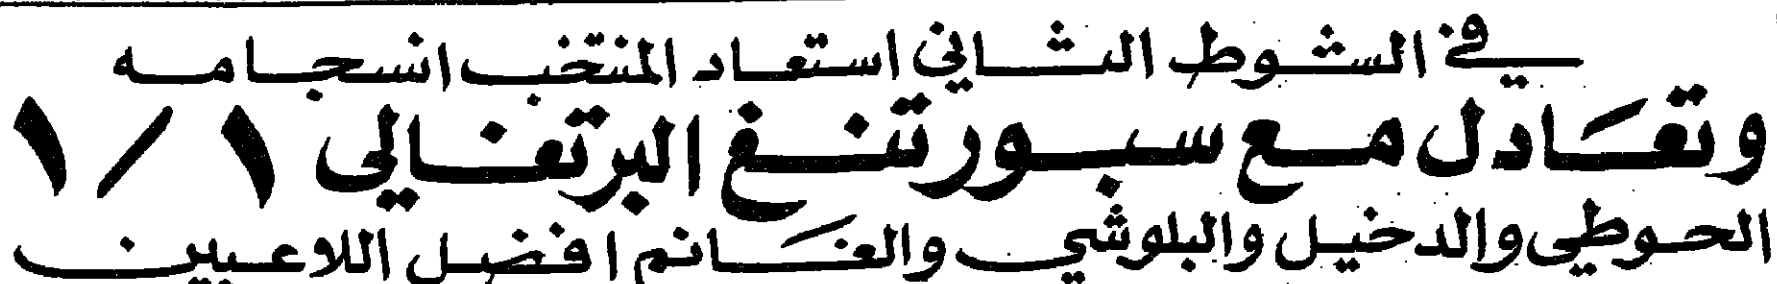 في الشوط الثاني استعاد المنتخب انسجامه
وتعادل مع سبورتنغ البرتغالي ١/١
الحوطي والدخيل والبلوشي والغانم افضل اللاعبين